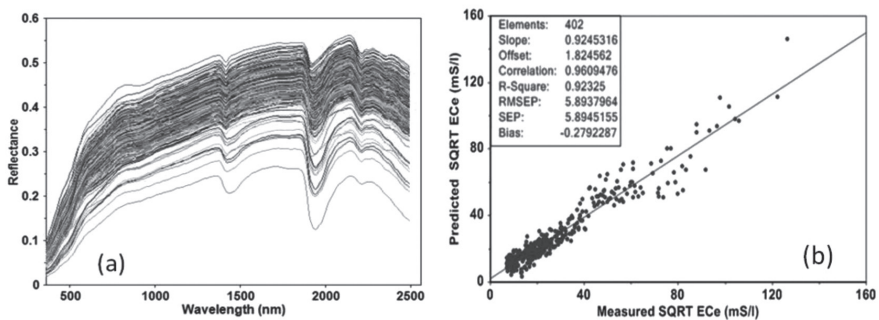 0.6
0.5
0.4
0.3
0.2
0.1
0
Reflectance
(a)
500 1000 1500 2000 2500
Wavelength (nm)
160
120
80
40
0
Predicted SQRT ECe (mS/l)
Elements: 402
Slope: 0.9245316
Offset: 1.824562
Correlation: 0.9609476
R-Square: 0.92325
RMSEP: 5.8937964
SEP: 5.8945155
Bias: -0.2792287
(b)
0 40 80 120 160
Measured SQRT ECe (mS/l)